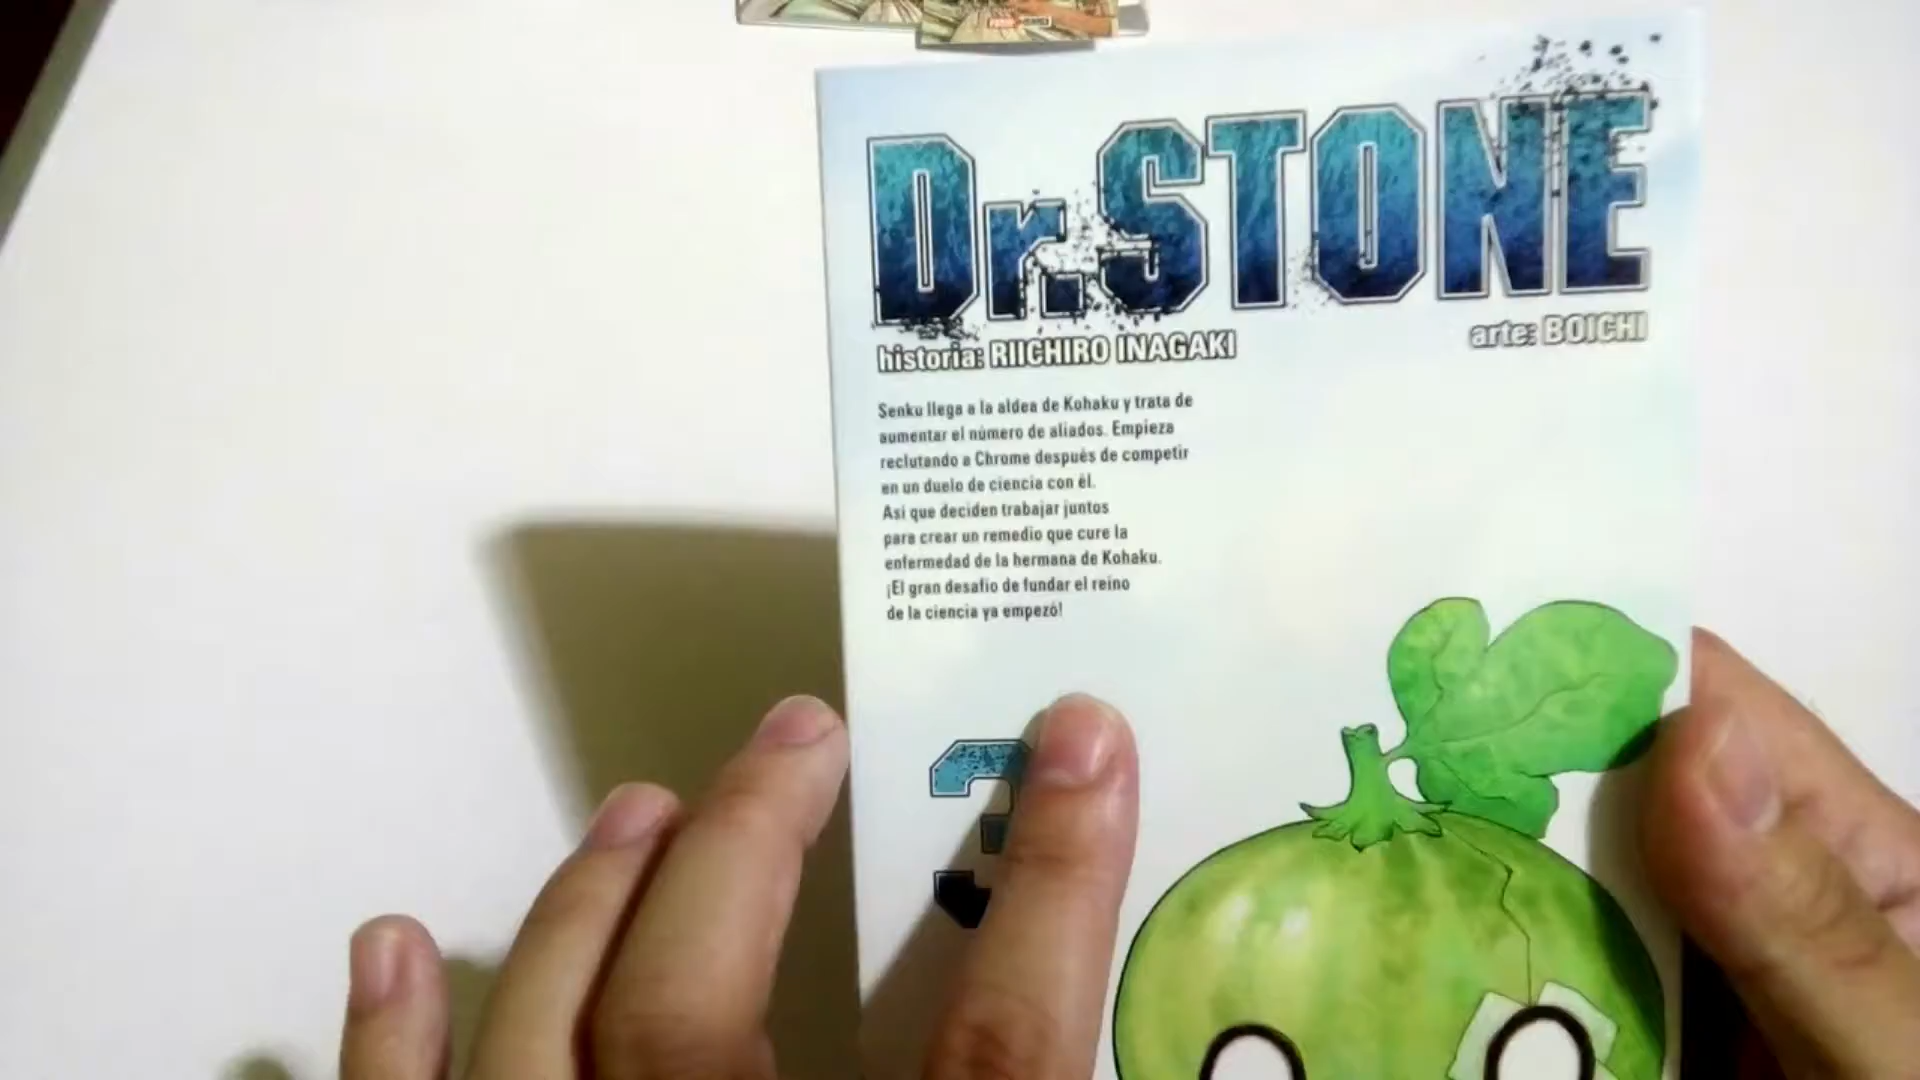 Dr.STONE
historia: RIICHIRO INAGAKI
arte: BOICHI
Senku llega a la aldea de Kohaku y trata de
aumentar el número de aliados. Empieza
reclutando a Chrome después de competir
en un duelo de ciencia con él.
Así que deciden trabajar juntos
para crear un remedio que cure la
enfermedad de la hermana de Kohaku.
¡El gran desafío de fundar el reino
de la ciencia ya empezó!
3